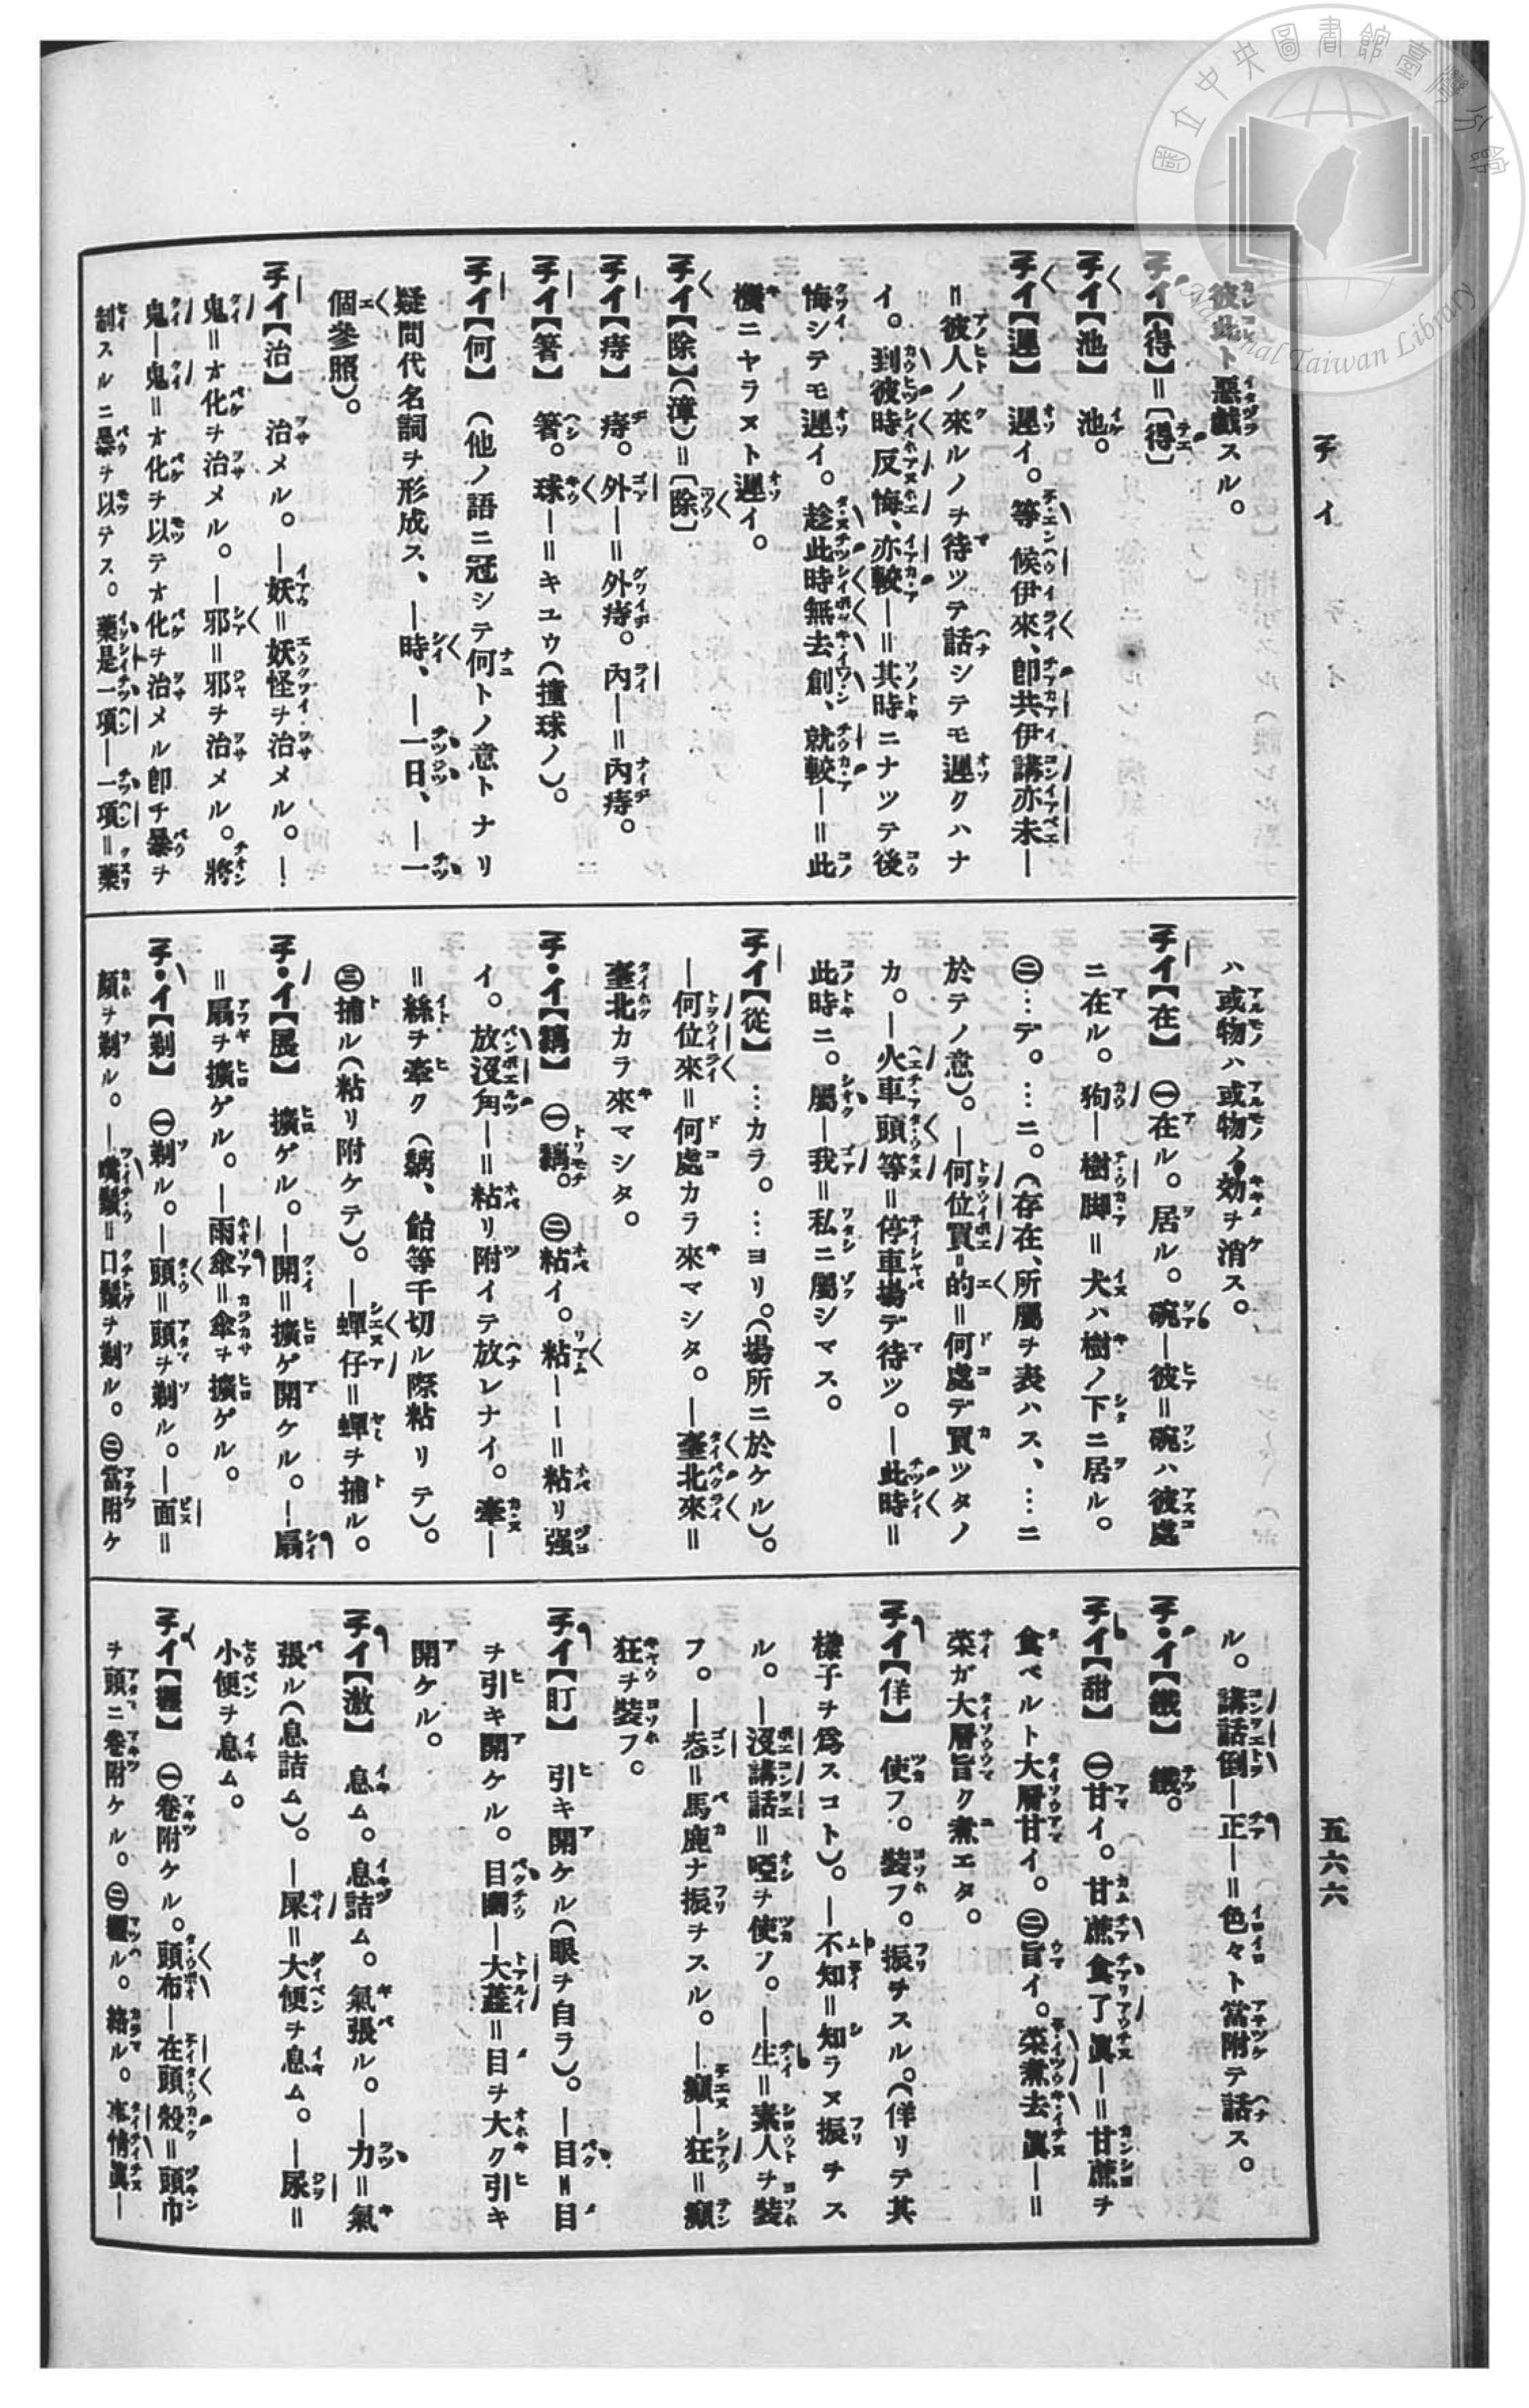 チイ
五六六
彼此ト惡戲スル。
チイ【得】=〔得〕
チイ【池】 池。
チイ【遲】 遲イ。等候伊來、卽共伊講亦未—
=彼人ノ來ルノヲ待ツテ話シテモ遲クハナ
イ。到彼時反悔、亦較—=其時ニナツテ後
悔シテモ遲イ。趁此時無去創、就較—=此
機ニヤラヌト遲イ。
チイ【除】(漳)=〔除〕
チイ【痔】 痔。外—=外痔。內—=內痔。
チイ【箸】 箸。球—=キユウ(撞球ノ)。
チイ【何】 (他ノ語ニ冠シテ何トノ意トナリ
疑問代名詞ヲ形成ス、—時、—一日、—一
個參照)。
チイ【治】 治メル。—妖=妖怪ヲ治メル。—
鬼=オ化ヲ治メル。—邪=邪ヲ治メル。將
鬼—鬼=オ化ヲ以テオ化ヲ治メル卽チ暴ヲ
制スルニ暴ヲ以テス。藥是一項—一項=藥
ハ或物ハ或物ノ効ヲ消ス。
チイ【在】 ㊀在ル。居ル。碗—彼=碗ハ彼處
ニ在ル。狗—樹脚=犬ハ樹ノ下ニ居ル。
㊁…デ。…ニ。(存在、所屬ヲ表ハス、…ニ
於テノ意)。—何位買=的=何處デ買ツタノ
カ。—火車頭等=停車場デ待ツ。—此時=
此時ニ。屬—我=私ニ屬シマス。
チイ【從】 …カラ。…ヨリ。(場所ニ於ケル)。
—何位來=何處カラ來マシタ。—臺北來=
臺北カラ來マシタ。
チ・イ【黐】 ㊀黐。㊁粘イ。粘——=粘リ强
イ。放沒角—=粘リ附イテ放レナイ。牽—
=絲ヲ牽ク(黐、飴等千切ル際粘リテ)。
㊂捕ル(粘リ附ケテ)。—蟬仔=蟬ヲ捕ル。
チ・イ【展】 擴ゲル。—開=擴ゲ開ケル。—扇
=扇ヲ擴ゲル。—雨傘=傘ヲ擴ゲル。
チ・イ【剃】 ㊀剃ル。—頭=頭ヲ剃ル。—面=
顏ヲ剃ル。—嘴鬚=口鬚ヲ剃ル。㊁當附ケ
ル。講話倒—正—=色々ト當附テ話ス。
チ・イ【鐵】 鐵。
チイ【甜】 ㊀甘イ。甘蔗食了眞—=甘蔗ヲ
食ベルト大層甘イ。㊁旨イ。菜煮去眞—=
菜ガ大層旨ク煮エタ。
チイ【佯】 使フ。裝フ。振ヲスル。(佯リテ其
樣子ヲ爲スコト)。—不知=知ラヌ振ヲス
ル。—沒講話=啞ヲ使フ。—生=素人ヲ裝
フ。—悾=馬鹿ナ振ヲスル。—癲—狂=癲
狂ヲ裝フ。
チイ【盯】 引キ開ケル(眼ヲ自ラ)。—目=目
ヲ引キ開ケル。目睭—大蕋=目ヲ大ク引キ
開ケル。
チイ【激】 息ム。息詰ム。氣張ル。—力=氣
張ル(息詰ム)。—屎=大便ヲ息ム。—尿=
小便ヲ息ム。
チイ【纏】 ㊀卷附ケル。頭布—在頭殼=頭巾
ヲ頭ニ卷附ケル。㊁纏ル。絡ル。事情眞—